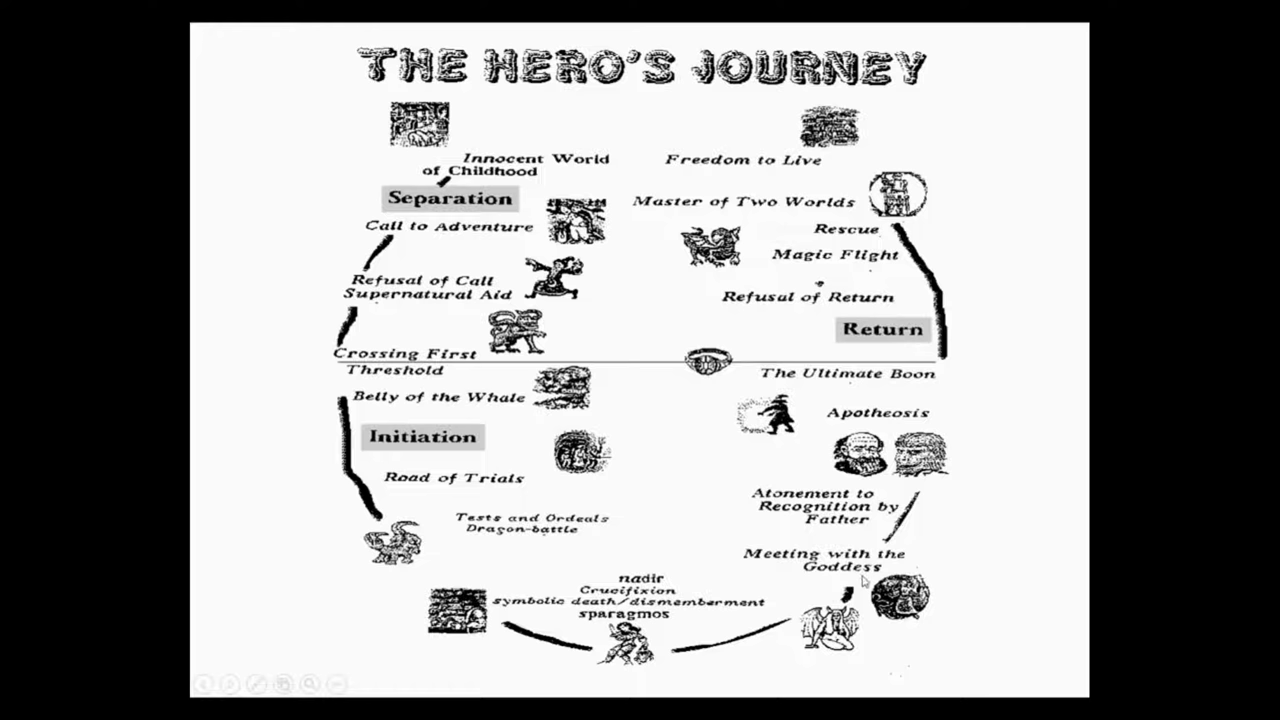 THE HERO'S JOURNEY
Innocent World
of Childhood
Separation
Call to Adventure
Refusal of Call
Supernatural Aid
Crossing First
Threshold
Belly of the Whale
Initiation
Road of Trials
Tests and Ordeals
Dragon-battle
nadir
Crucifixion
symbolic death/dismemberment
sparagmos
Meeting with the
Goddess
Atonement to
Recognition by
Father
Apotheosis
The Ultimate Boon
Return
Refusal of Return
Magic Flight
Rescue
Master of Two Worlds
Freedom to Live